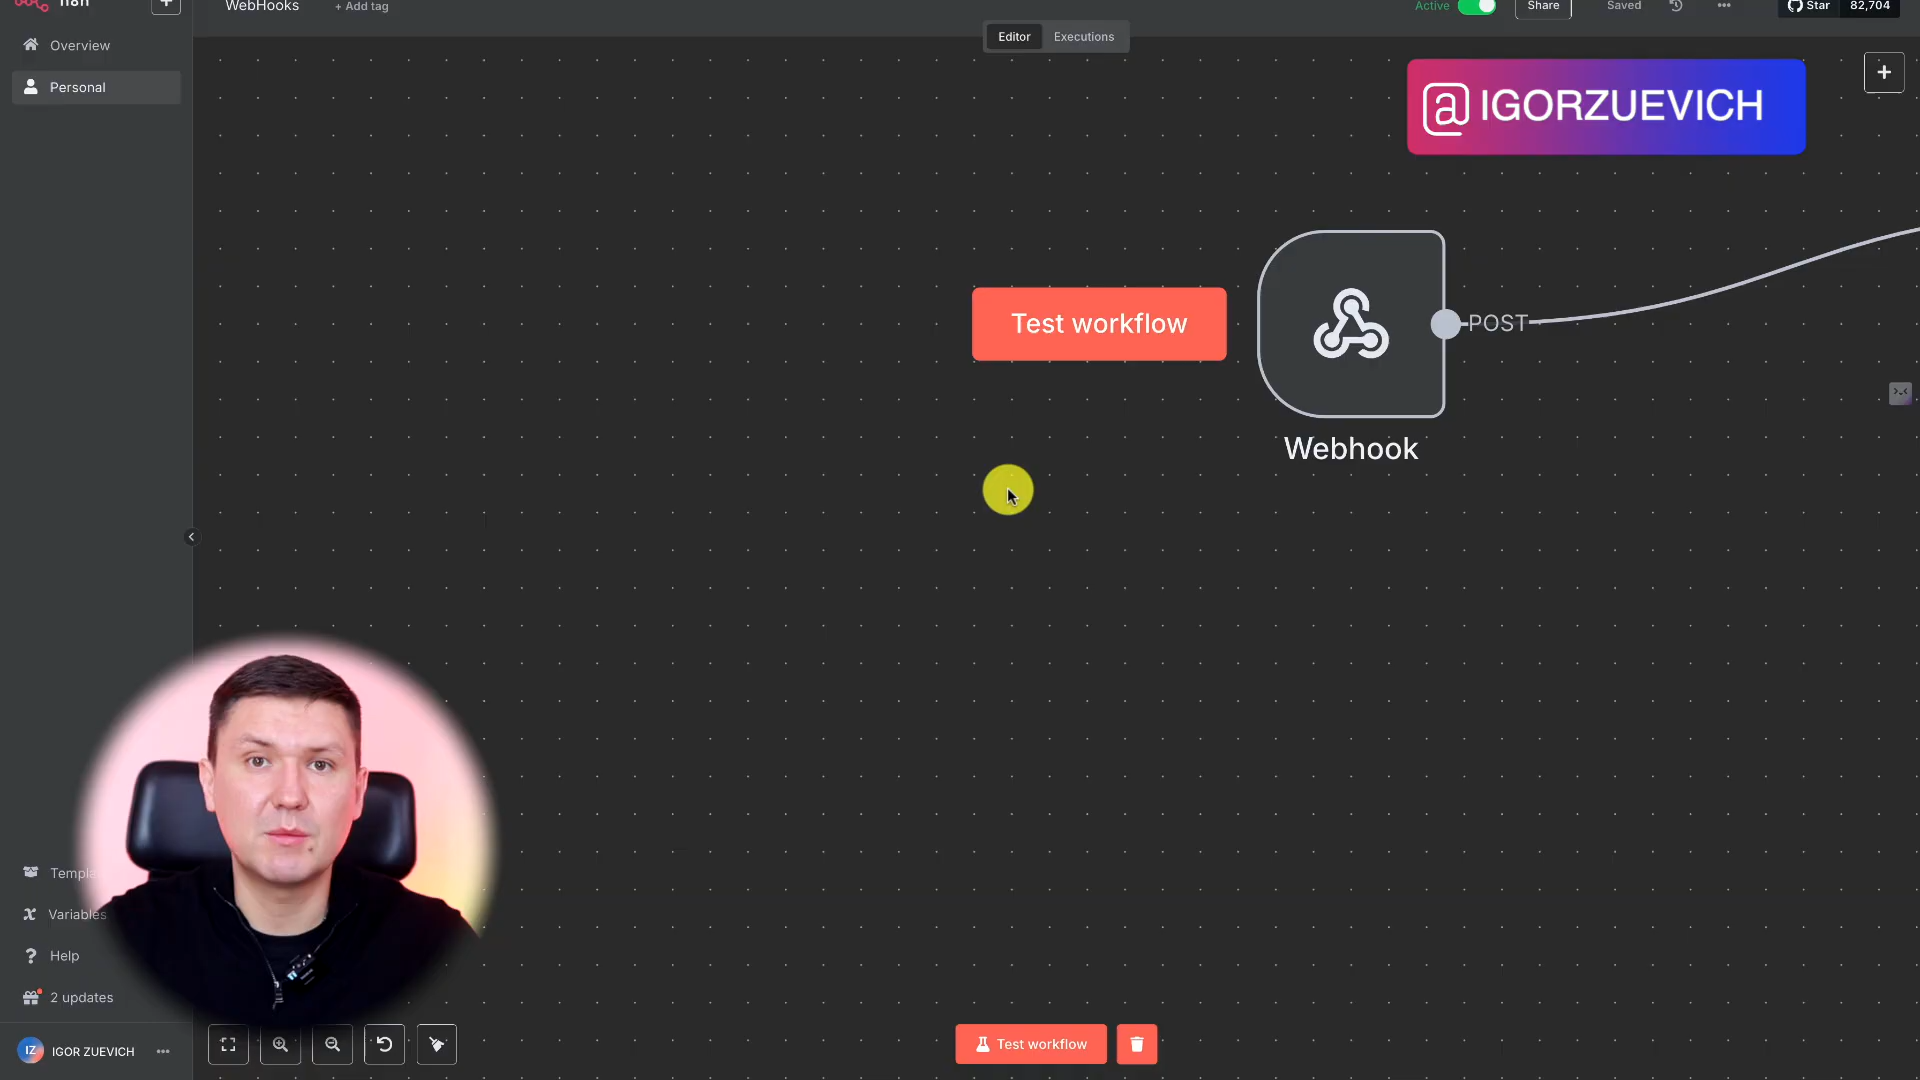 n8n
WebHooks
+ Add tag
Active
Share
Saved
Star
82,704
Overview
Editor
Executions
Personal
@IGORZUEVICH
Test workflow
POST
Webhook
Variables
Help
2 updates
IZ
IGOR ZUEVICH
Test workflow